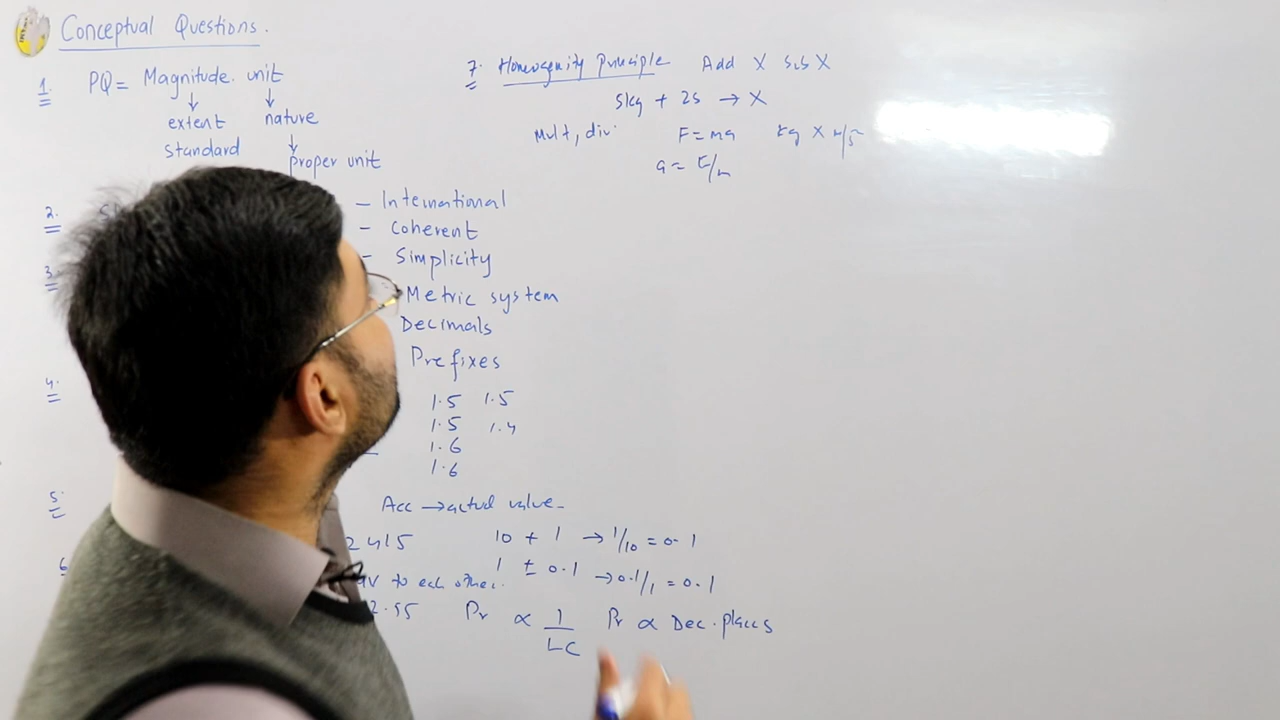 Conceptual Questions.
1. PQ = Magnitude. unit
extent nature
standard
proper unit
2.
- International
- Coherent
- Simplicity
3.
Metric system
Decimals
Prefixes
4.
1.5 1.5
1.5 1.4
1.6
1.6
5. Acc → actual value
2415 10 + 1 → 1/10 = 0.1
6
to each other. 1 ± 0.1 → 0.1/1 = 0.1
2.55 Pr ∝ 1/LC Pr ∝ Dec. places
7. Homogenity Principle Add X sub X
5kg + 2s → X
Mult, div. F = ma kg X m/s
a = F/m